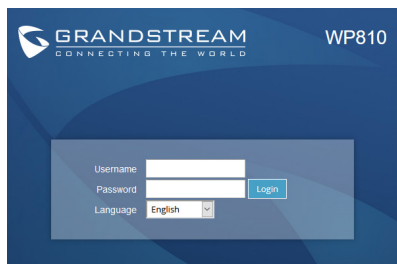 GRANDSTREAM
CONNECTING THE WORLD
WP810
Username
Password
Login
Language
English